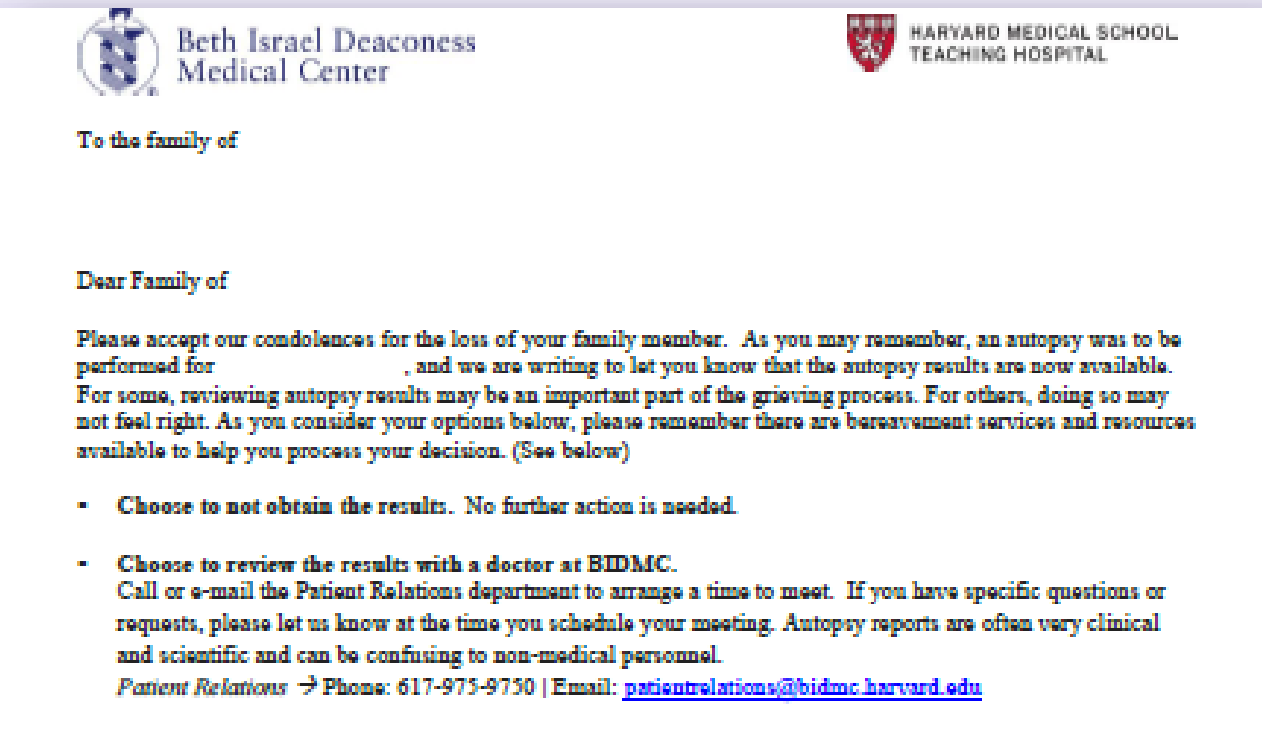 Beth Israel Deaconess
Medical Center
HARVARD MEDICAL SCHOOL
TEACHING HOSPITAL
To the family of
Dear Family of
Please accept our condolences for the loss of your family member. As you may remember, an autopsy was to be
performed for , and we are writing to let you know that the autopsy results are now available.
For some, reviewing autopsy results may be an important part of the grieving process. For others, doing so may
not feel right. As you consider your options below, please remember there are bereavement services and resources
available to help you process your decision. (See below)
▪ Choose to not obtain the results. No further action is needed.
▪ Choose to review the results with a doctor at BIDMC.
Call or e-mail the Patient Relations department to arrange a time to meet. If you have specific questions or
requests, please let us know at the time you schedule your meeting. Autopsy reports are often very clinical
and scientific and can be confusing to non-medical personnel.
Patient Relations → Phone: 617-975-9750 | Email: patientrelations@bidmc.harvard.edu